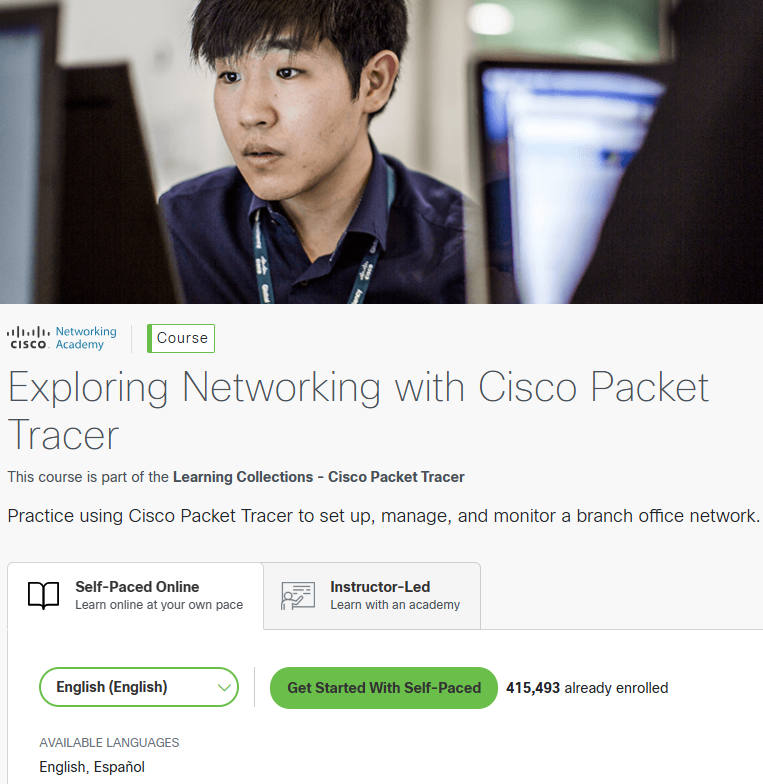 Networking
CISCO. Academy
Course
Exploring Networking with Cisco Packet
Tracer
This course is part of the Learning Collections - Cisco Packet Tracer
Practice using Cisco Packet Tracer to set up, manage, and monitor a branch office network.
Self-Paced Online
Learn online at your own pace
Instructor-Led
Learn with an academy
English (English)
Get Started With Self-Paced
415,493 already enrolled
AVAILABLE LANGUAGES
English, Español